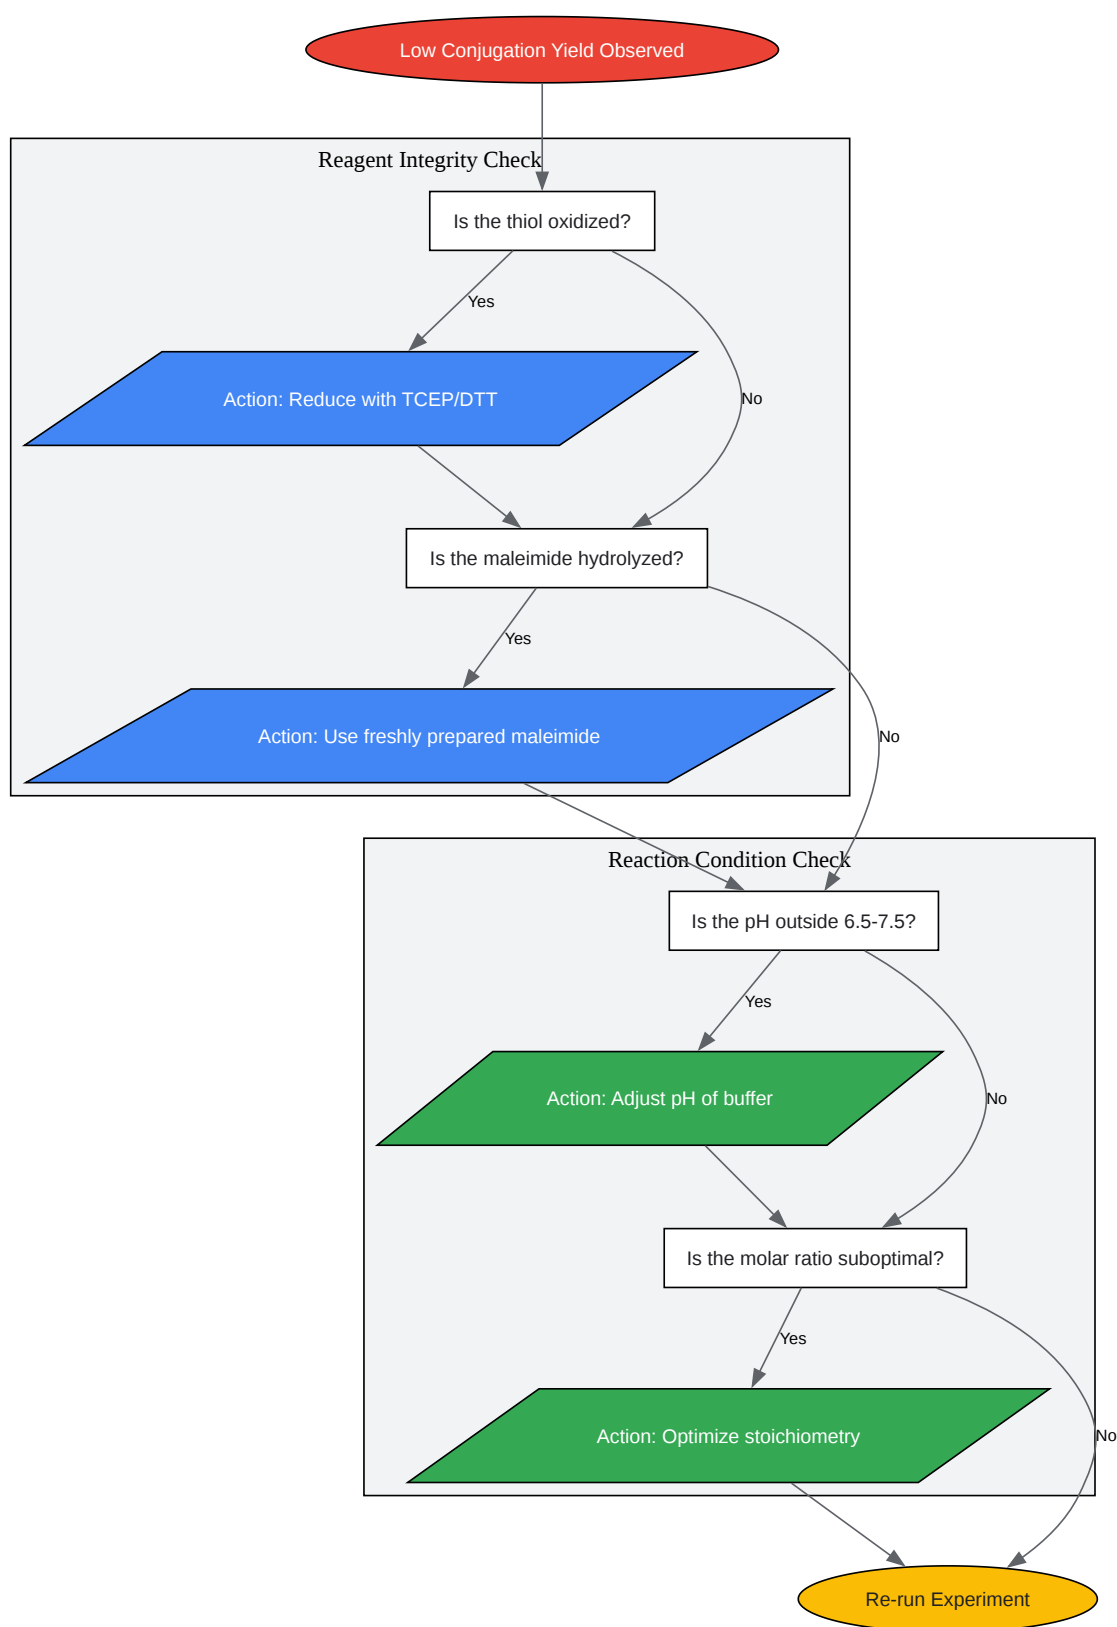 Low Conjugation Yield Observed
Reagent Integrity Check
Is the thiol oxidized?
Yes
Action: Reduce with TCEP/DTT
No
Is the maleimide hydrolyzed?
Yes
Action: Use freshly prepared maleimide
No
Reaction Condition Check
Is the pH outside 6.5-7.5?
Yes
Action: Adjust pH of buffer
No
Is the molar ratio suboptimal?
Yes
Action: Optimize stoichiometry
No
Re-run Experiment